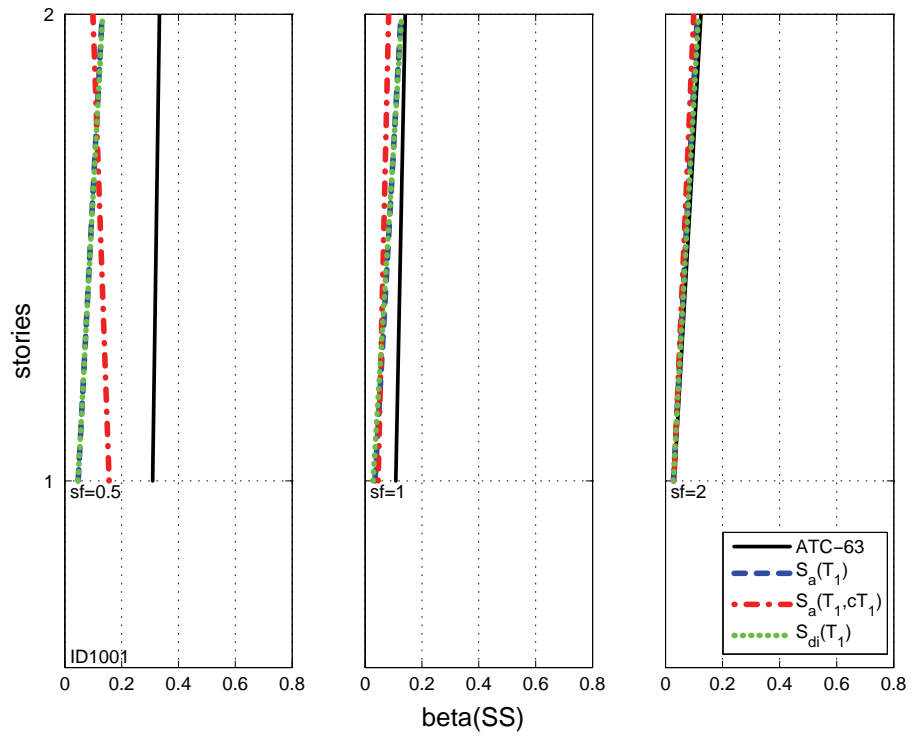 2
stories
1
sf=0.5
sf=1
sf=2
ATC−63
S_a(T_1)
S_a(T_1,cT_1)
S_di(T_1)
ID1001
0 0.2 0.4 0.6 0.8
0 0.2 0.4 0.6 0.8
0 0.2 0.4 0.6 0.8
beta(SS)